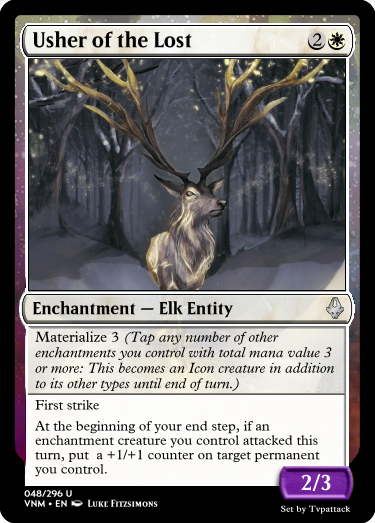 Usher of the Lost 2
Enchantment — Elk Entity
Materialize 3 (Tap any number of other
enchantments you control with total mana value 3
or more: This becomes an Icon creature in addition
to its other types until end of turn.)
First strike
At the beginning of your end step, if an
enchantment creature you control attacked this
turn, put  a +1/+1 counter on target permanent
you control.
2/3
048/296 U
VNM • EN Luke Fitzsimons
Set by Tvpattack